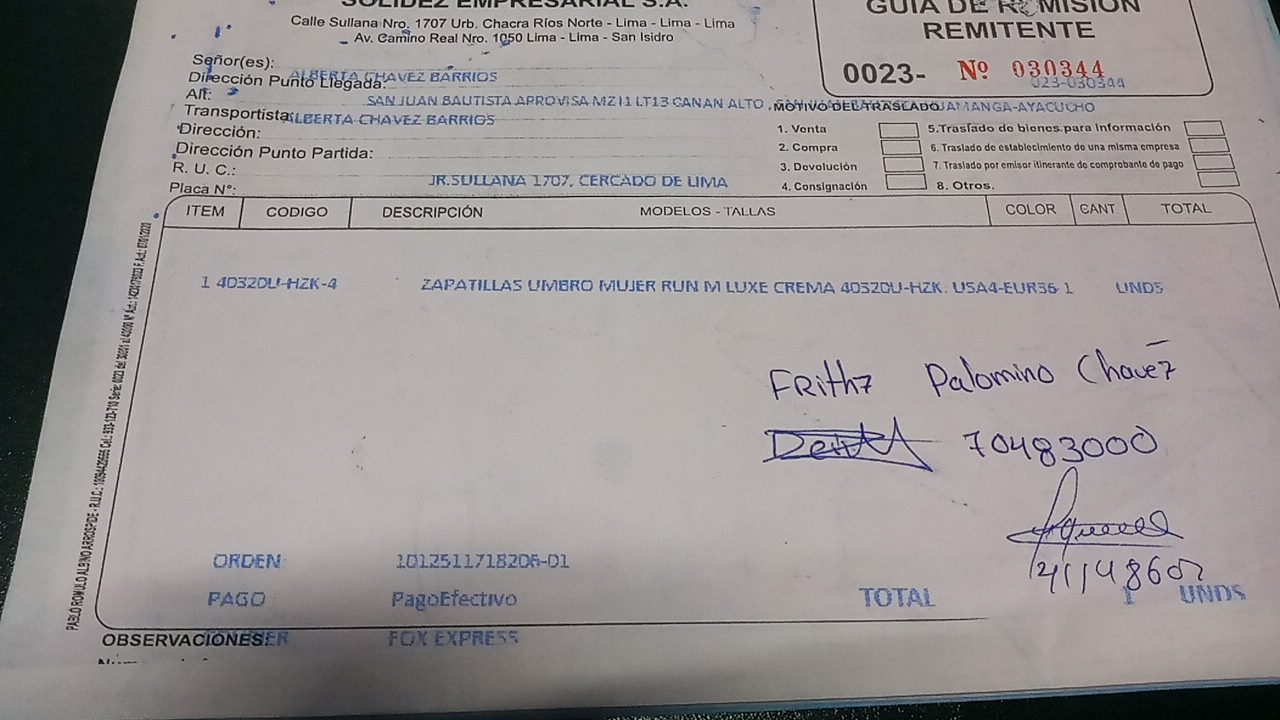 SOLIDEZ EMPRESARIAL S.A.
Calle Sullana Nro. 1707 Urb. Chacra Ríos Norte - Lima - Lima - Lima
Av. Camino Real Nro. 1050 Lima - Lima - San Isidro
GUIA DE REMISIÓN
REMITENTE
0023- Nº 030344
023-030344
Señor(es):
ALBERTA CHAVEZ BARRIOS
Dirección Punto Llegada:
Att:
SAN JUAN BAUTISTA APROVISA MZ I1 LT13 CANAN ALTO, HUAMANGA-AYACUCHO
Transportista:
ALBERTA CHAVEZ BARRIOS
Dirección:
Dirección Punto Partida:
R. U. C.:
JR.SULLANA 1707, CERCADO DE LIMA
Placa Nº:
MOTIVO DEL TRASLADO
1. Venta
2. Compra
3. Devolución
4. Consignación
5.Traslado de bienes para Información
6. Traslado de establecimiento de una misma empresa
7. Traslado por emisor itinerante de comprobante de pago
8. Otros.
ITEM CODIGO DESCRIPCIÓN MODELOS - TALLAS COLOR CANT TOTAL
1 40320U-HZK-4 ZAPATILLAS UMBRO MUJER RUN M LUXE CREMA 40320U-HZK. USA4-EUR36 1 UNDS
FRithz Palomino Chavez
70483000
41148607
ORDEN 1012511718206-01
PAGO PagoEfectivo
TOTAL 1 UNDS
OBSERVACIONES:
FOX EXPRESS